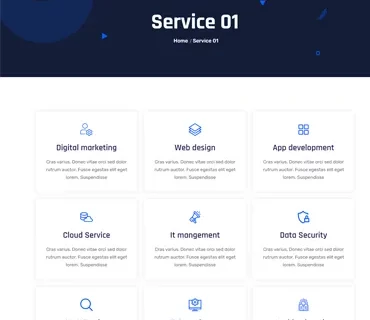 Service 01
Home / Service 01
Digital marketing
Cras varius. Donec vitae orci sed dolor
rutrum auctor. Fusce egestas elit eget
lorem. Suspendisse
Web design
Cras varius. Donec vitae orci sed dolor
rutrum auctor. Fusce egestas elit eget
lorem. Suspendisse
App development
Cras varius. Donec vitae orci sed dolor
rutrum auctor. Fusce egestas elit eget
lorem. Suspendisse
Cloud Service
Cras varius. Donec vitae orci sed dolor
rutrum auctor. Fusce egestas elit eget
lorem. Suspendisse
It mangement
Cras varius. Donec vitae orci sed dolor
rutrum auctor. Fusce egestas elit eget
lorem. Suspendisse
Data Security
Cras varius. Donec vitae orci sed dolor
rutrum auctor. Fusce egestas elit eget
lorem. Suspendisse